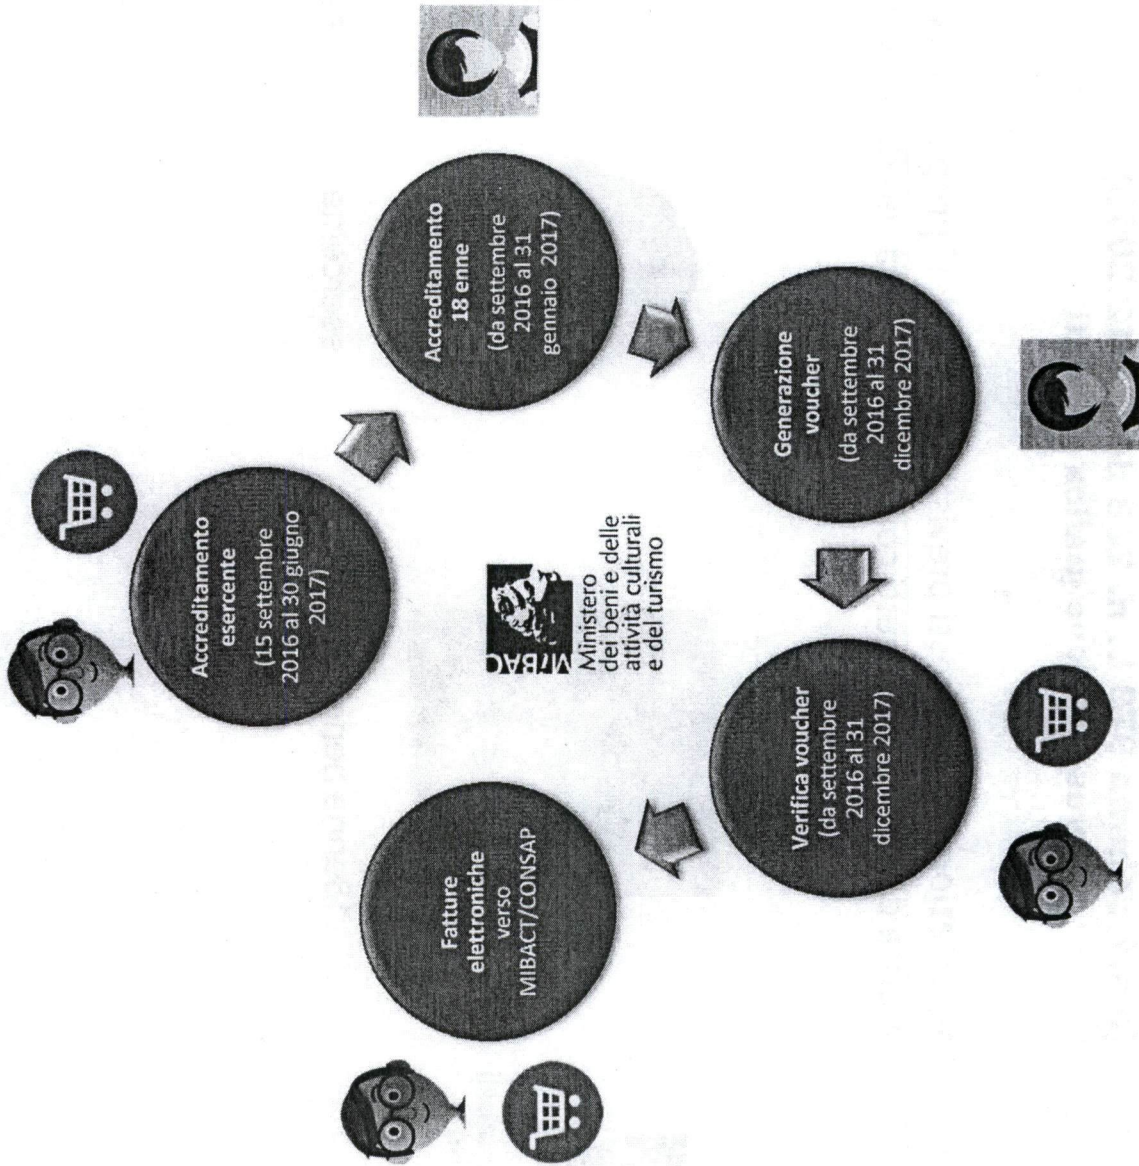 Accreditamento
esercente
(15 settembre
2016 al 30 giugno
2017)
Accreditamento
18 enne
(da settembre
2016 al 31
gennaio 2017)
Generazione
voucher
(da settembre
2016 al 31
dicembre 2017)
Verifica voucher
(da settembre
2016 al 31
dicembre 2017)
Fatture
elettroniche
verso
MIBACT/CONSAP
MiBAC
Ministero
dei beni e delle
attività culturali
e del turismo